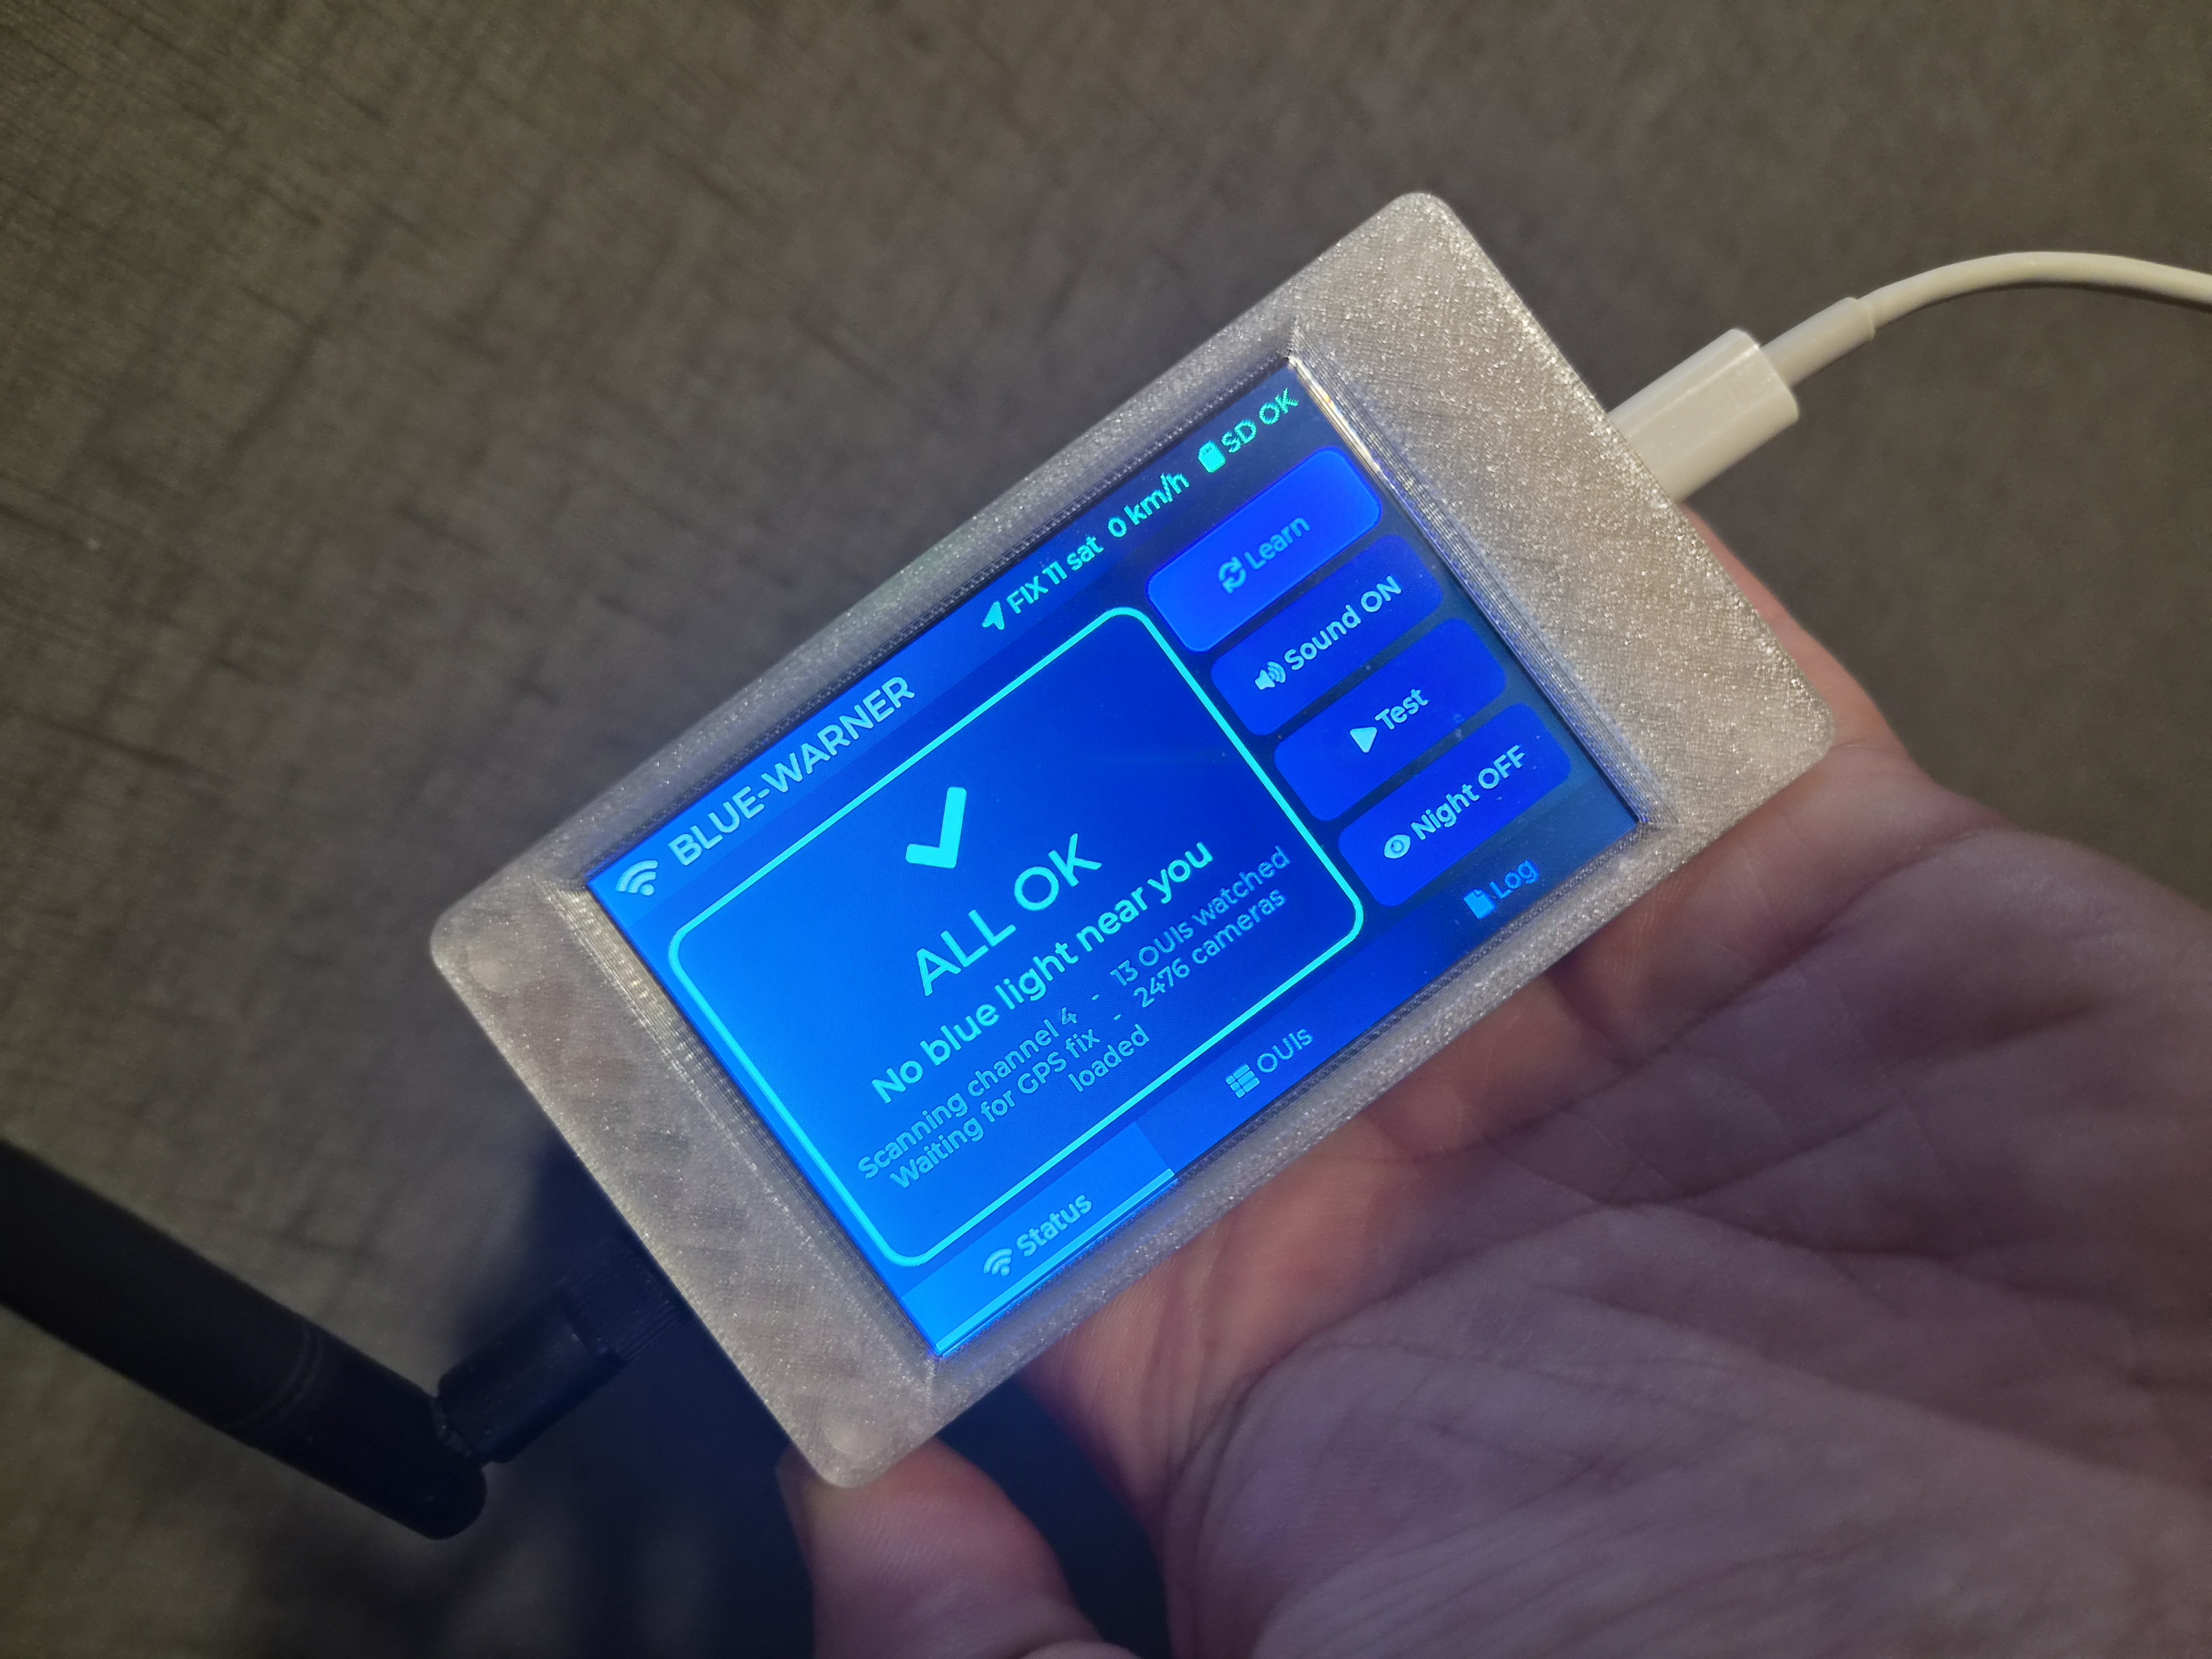 BLUE-WARNER
FIX 11 sat 0 km/h SD OK
ALL OK
No blue light near you
Scanning channel 4 - 13 OUIs watched
Waiting for GPS fix - 2476 cameras
loaded
Learn
Sound ON
Test
Night OFF
Status
OUIs
Log